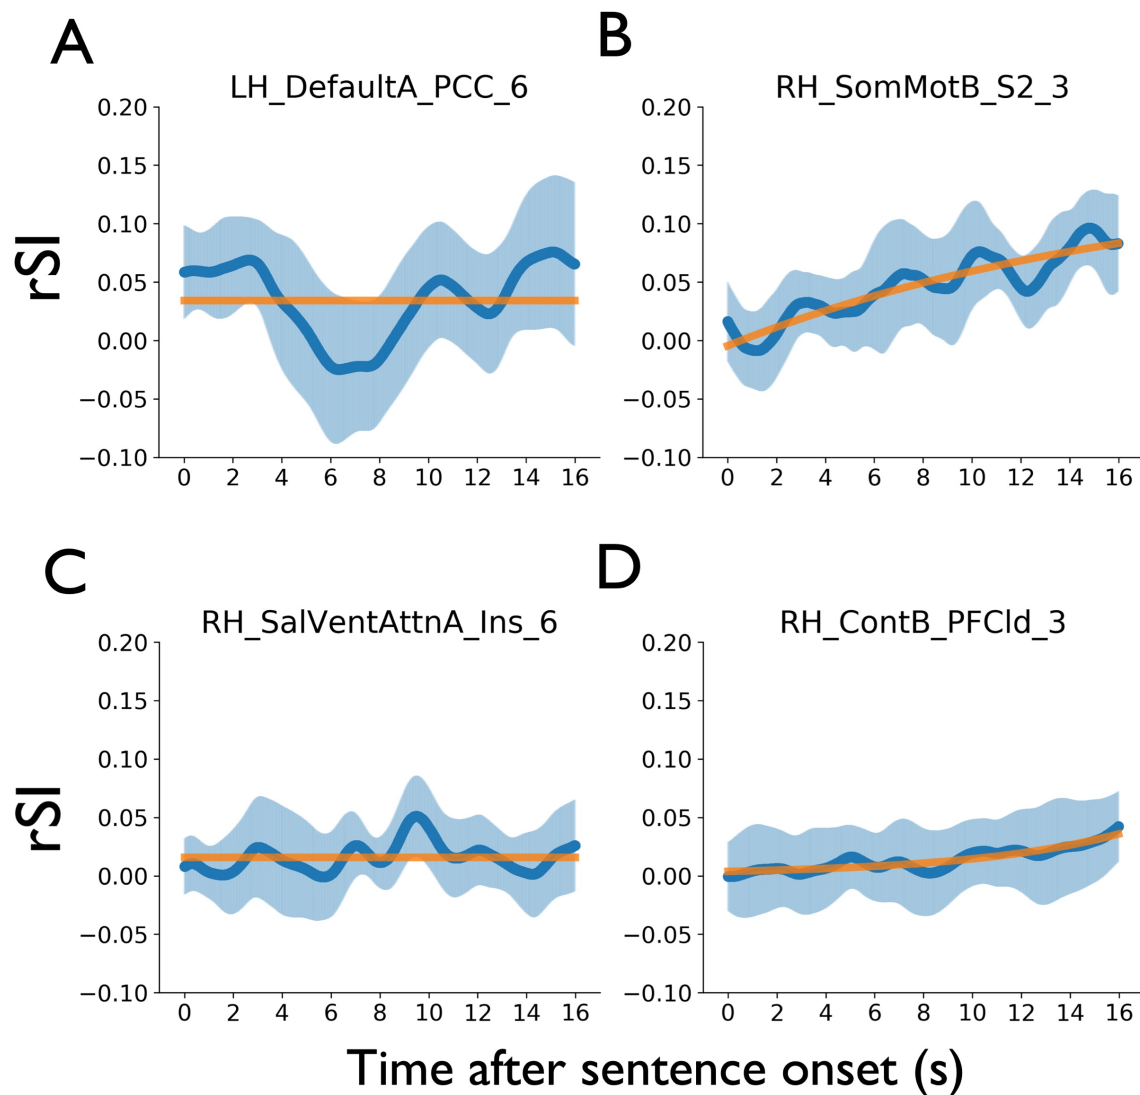 A
LH_DefaultA_PCC_6
0.20
0.15
0.10
0.05
0.00
−0.05
−0.10
0 2 4 6 8 10 12 14 16
rSI
B
RH_SomMotB_S2_3
0.20
0.15
0.10
0.05
0.00
−0.05
−0.10
0 2 4 6 8 10 12 14 16
C
RH_SalVentAttnA_Ins_6
0.20
0.15
0.10
0.05
0.00
−0.05
−0.10
0 2 4 6 8 10 12 14 16
rSI
D
RH_ContB_PFCld_3
0.20
0.15
0.10
0.05
0.00
−0.05
−0.10
0 2 4 6 8 10 12 14 16
Time after sentence onset (s)